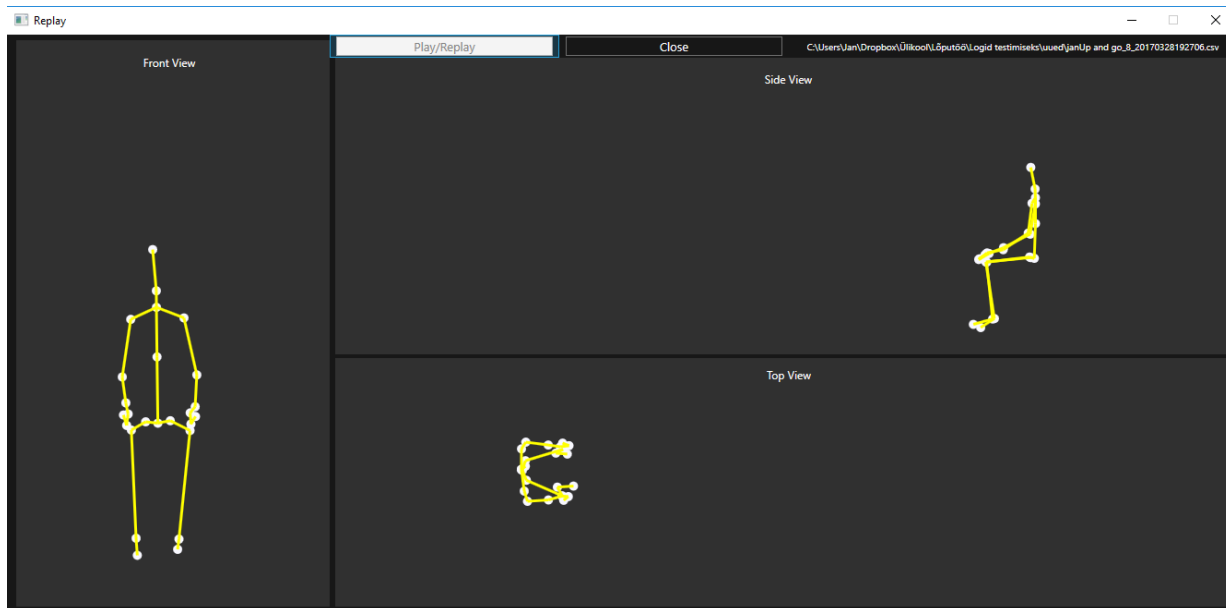 Replay
Play/Replay
Close
C:\Users\Jan\Dropbox\Ülikool\Lõputöö\Logid testimiseks\uued\janUp and go_8_20170328192706.csv
Front View
Side View
Top View